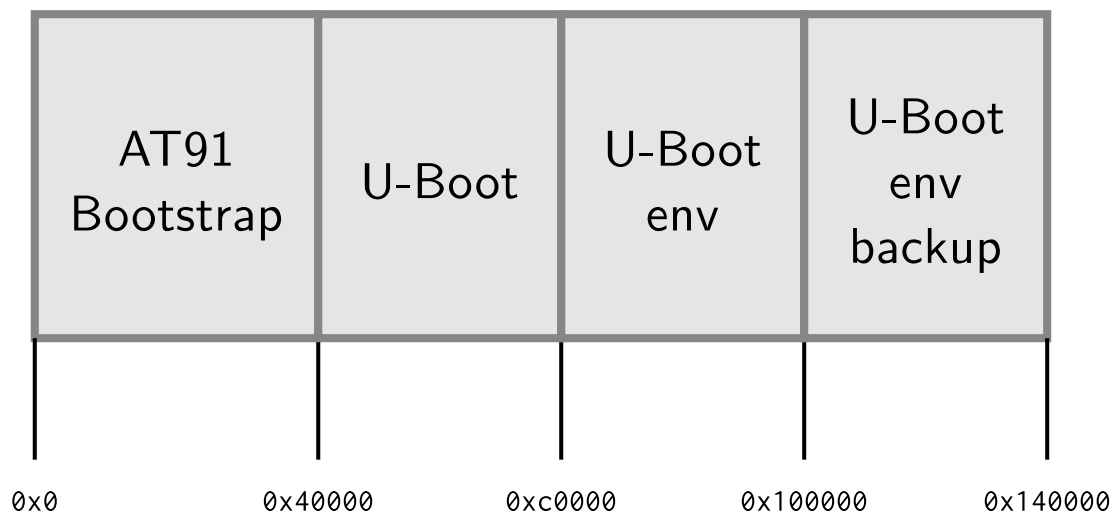 AT91
Bootstrap
U-Boot
U-Boot
env
U-Boot
env
backup
0x0
0x40000
0xc0000
0x100000
0x140000